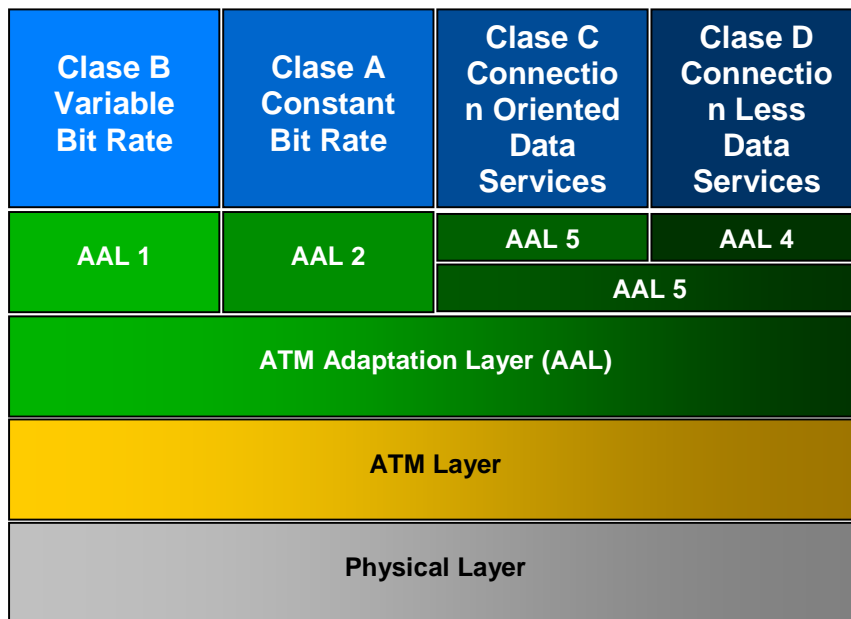 Clase B
Variable
Bit Rate
Clase A
Constant
Bit Rate
Clase C
Connectio
n Oriented
Data
Services
Clase D
Connectio
n Less
Data
Services
AAL 1
AAL 2
AAL 5
AAL 4
AAL 5
ATM Adaptation Layer (AAL)
ATM Layer
Physical Layer